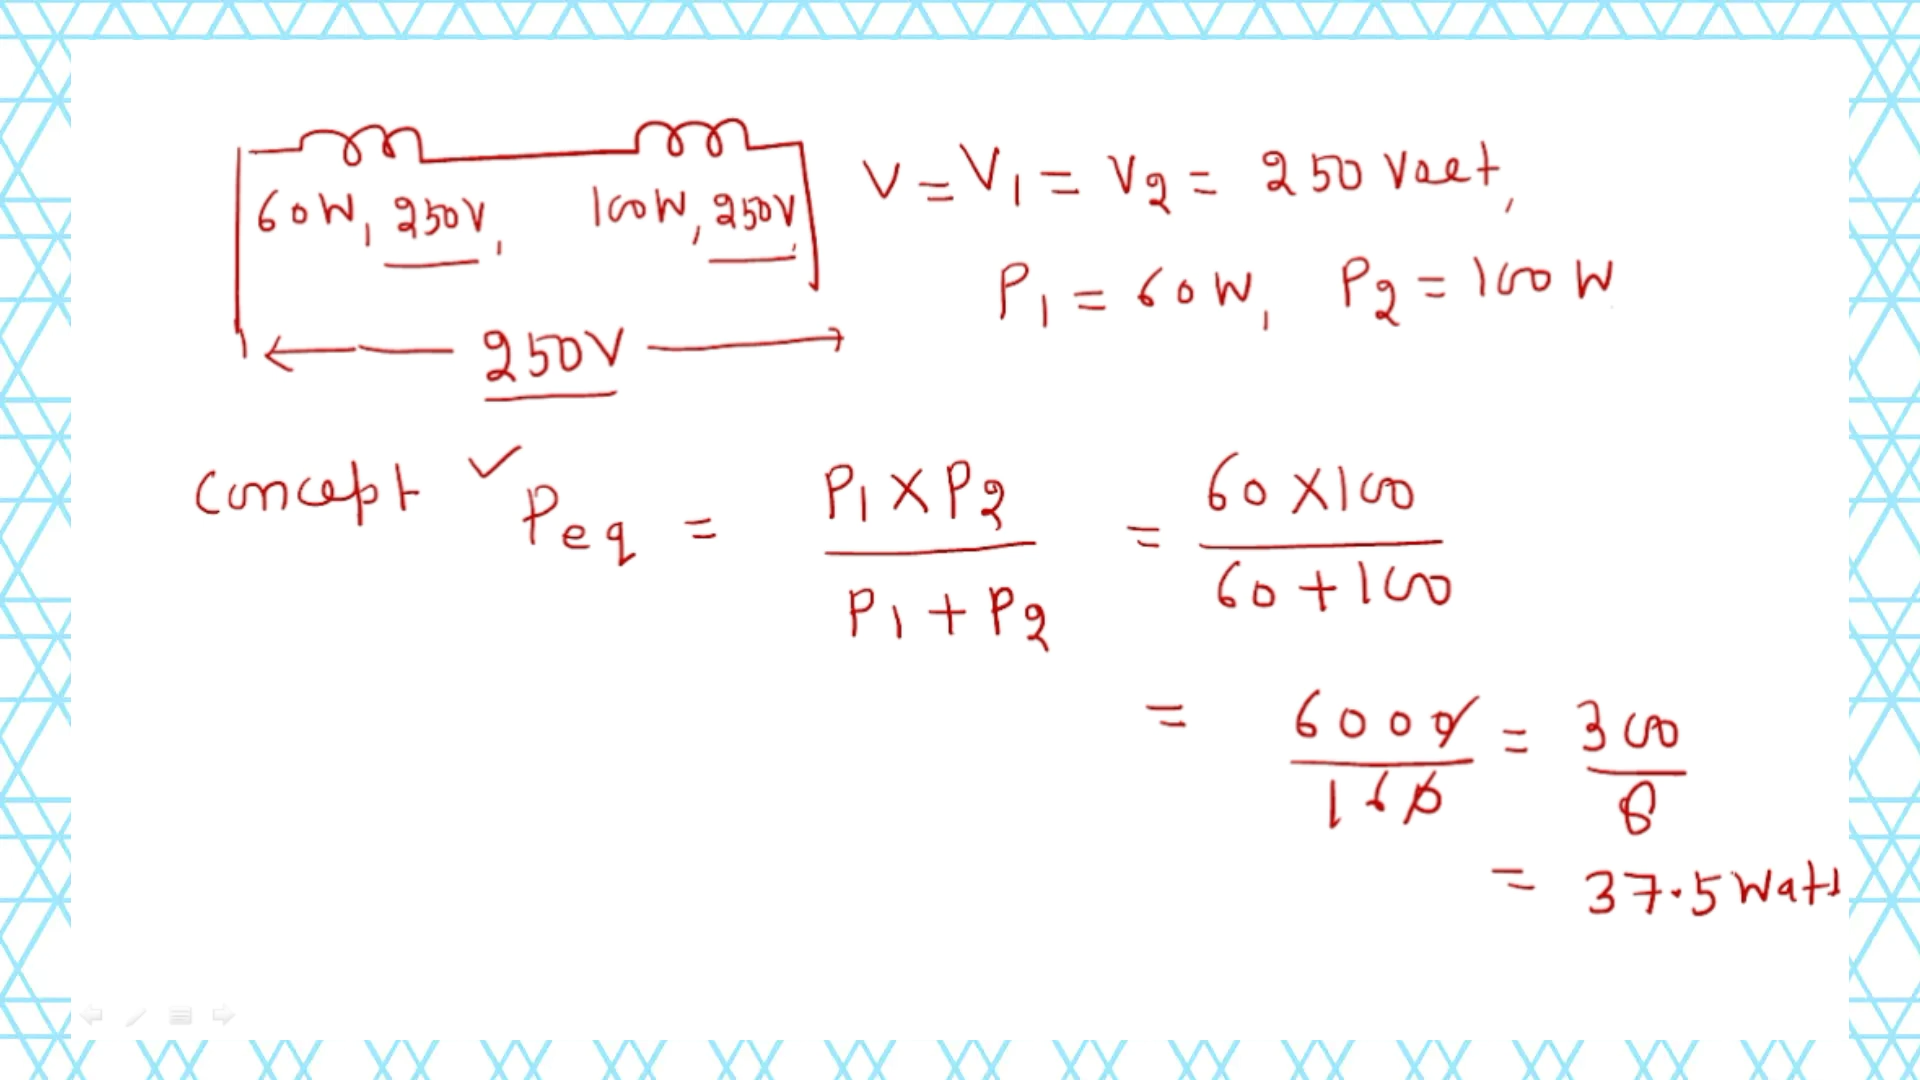 60W, 250V, 100W, 250V,
V = V1 = V2 = 250 Volt,
P1 = 60W, P2 = 100 W
250V
Concept ✓ Peq = P1 X P2 / P1 + P2 = 60 X 100 / 60 + 100
= 6000 / 160 = 300 / 8
= 37.5 Watt